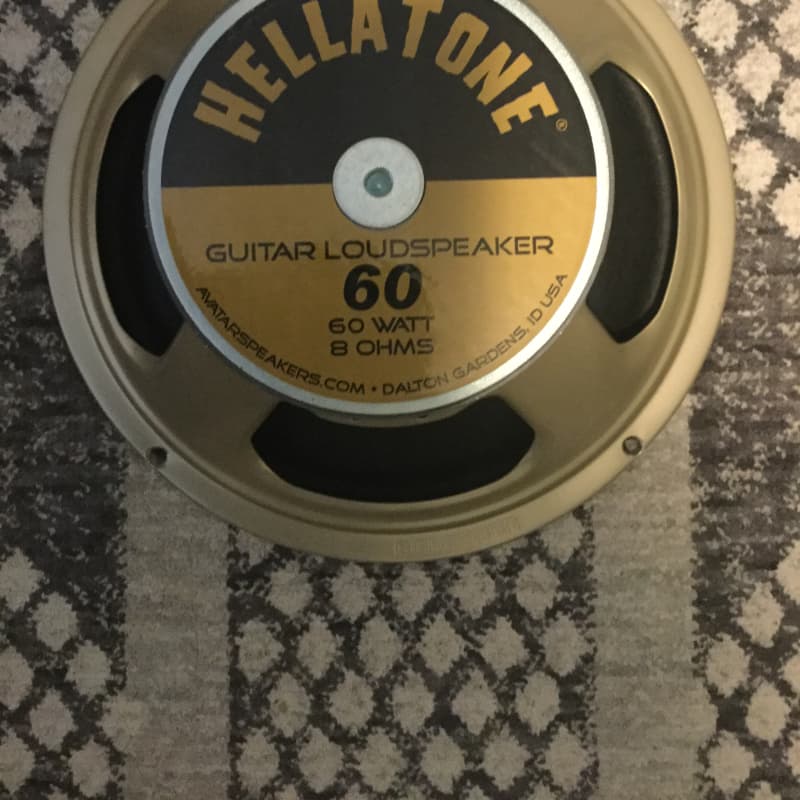 HELLATONE®
GUITAR LOUDSPEAKER
60
60 WATT
8 OHMS
AVATARSPEAKERS.COM • DALTON GARDENS, ID USA